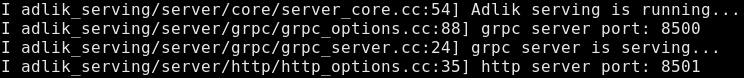 I adlik_serving/server/core/server_core.cc:54] Adlik serving is running...
I adlik_serving/server/grpc/grpc_options.cc:88] grpc server port: 8500
I adlik_serving/server/grpc/grpc_server.cc:24] grpc server is serving...
I adlik_serving/server/http/http_options.cc:35] http server port: 8501